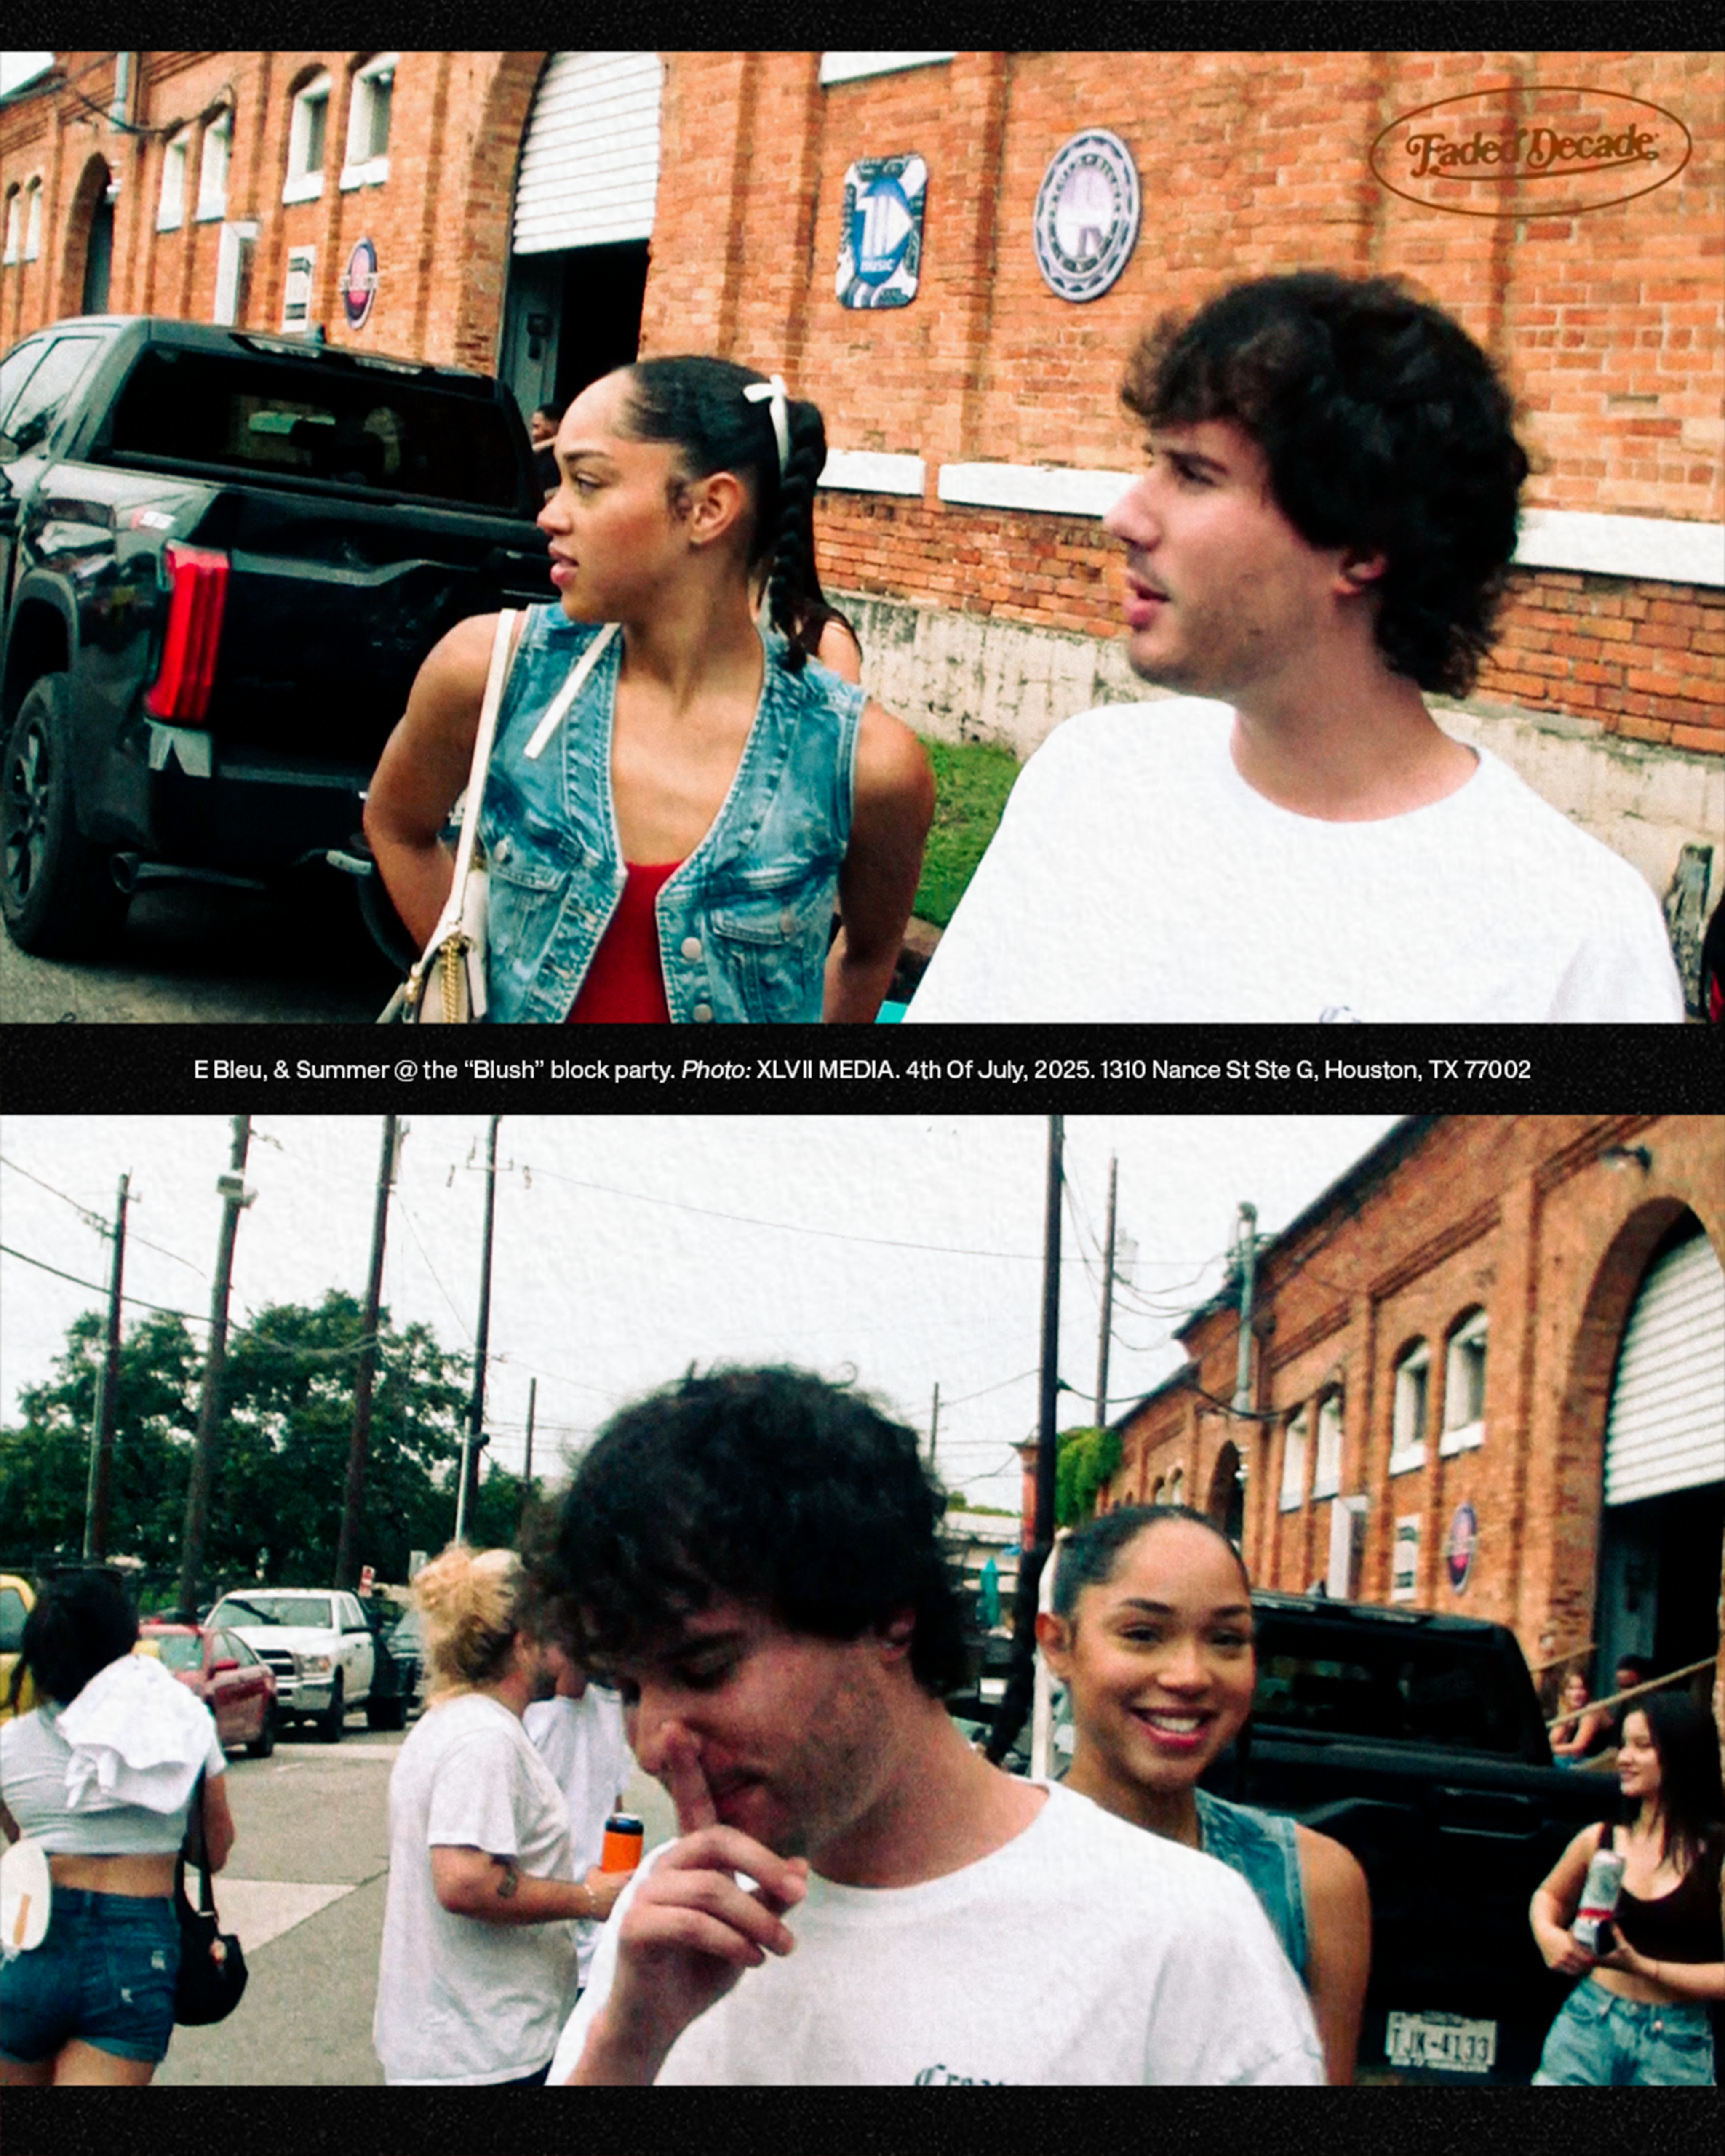 Faded Decade
MUSIC
E Bleu, & Summer @ the “Blush” block party. Photo: XLVII MEDIA. 4th Of July, 2025. 1310 Nance St Ste G, Houston, TX 77002
TJK-4133